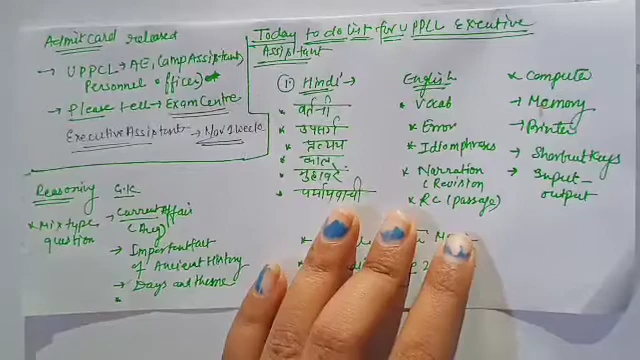 Admit card released
→ UPPCL → AE, Camp Assistant
Personnel officer
→ Please tell → Exam Centre
Executive Assistant → Nov 2 week
Today to do list for UPPCL Executive
Assistant
① Hindi →
* वर्तनी
* उपसर्ग
* प्रत्यय
* काल
* मुहावरे
* पर्यायवाची
English
* Vocab
* Error
* Idiom phrases
* Narration
(Revision
* RC (passage)
* Computer
→ Memory
→ Printer
→ Shortcut keys
→ Input-
output
Reasoning
* Mix type
question
G.K
→ Current Affair
(Aug)
→ Important fact
of Ancient History
→ Days and theme